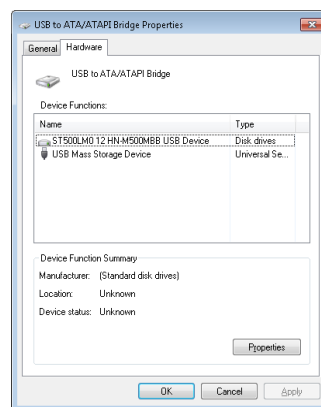 USB to ATA/ATAPI Bridge Properties
General Hardware
USB to ATA/ATAPI Bridge
Device Functions:
Name Type
ST500LM0 12 HN-M500MBB USB Device Disk drives
USB Mass Storage Device Universal Se...
Device Function Summary
Manufacturer: (Standard disk drives)
Location: Unknown
Device status: Unknown
Properties
OK Cancel Apply